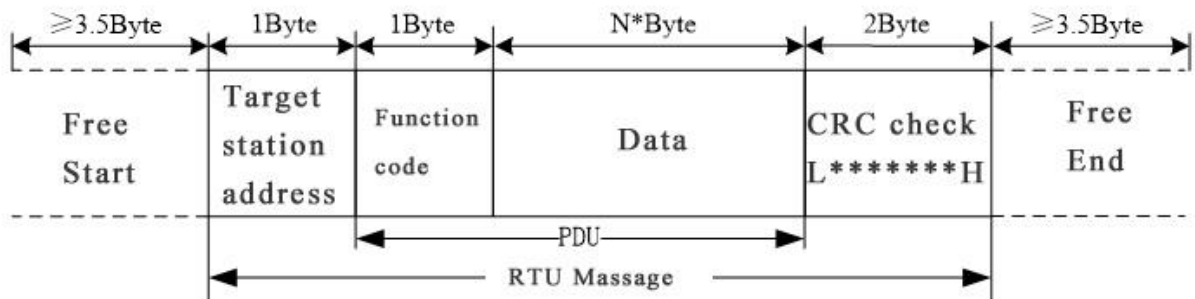 ≥3.5Byte 1Byte 1Byte N*Byte 2Byte ≥3.5Byte
Free
Start
Target
station
address
Function
code
Data
CRC check
L*******H
Free
End
PDU
RTU Massage